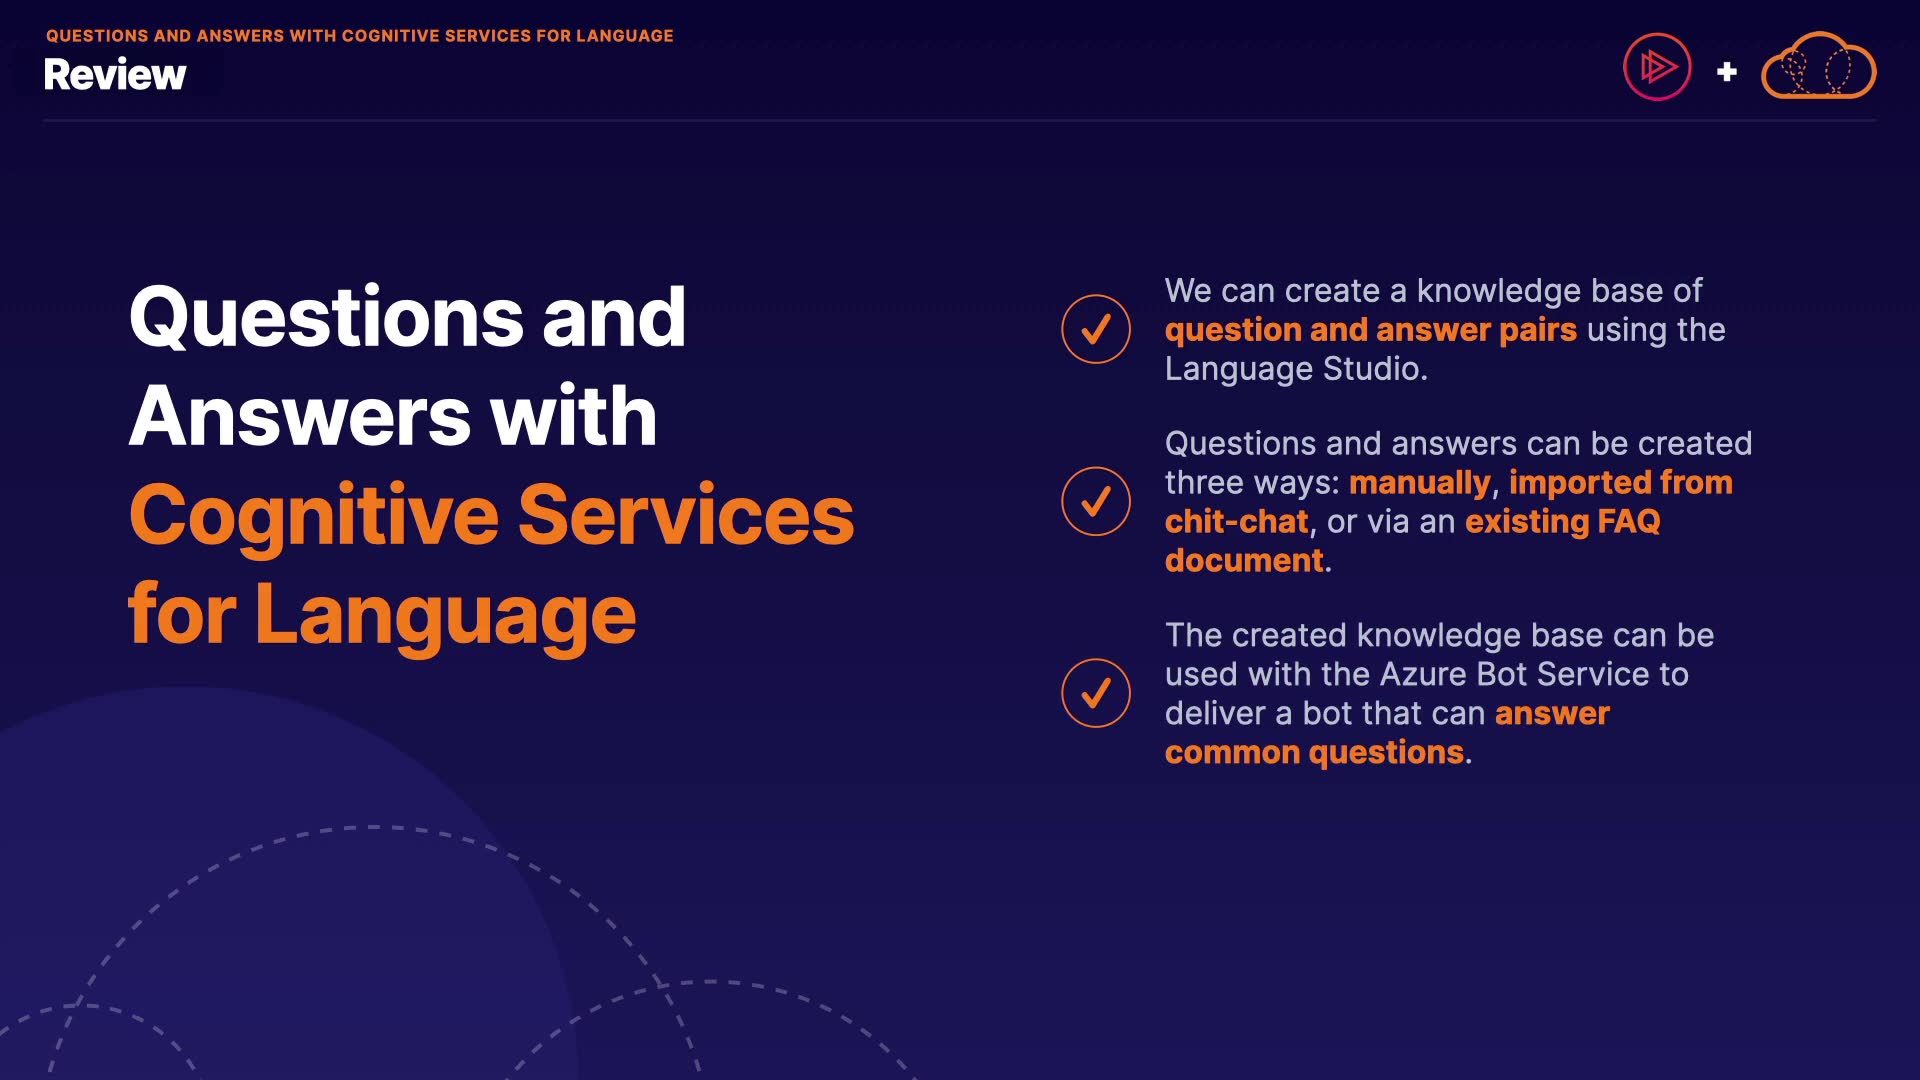 QUESTIONS AND ANSWERS WITH COGNITIVE SERVICES FOR LANGUAGE
Review
Questions and
Answers with
Cognitive Services
for Language
We can create a knowledge base of
question and answer pairs using the
Language Studio.
Questions and answers can be created
three ways: manually, imported from
chit-chat, or via an existing FAQ
document.
The created knowledge base can be
used with the Azure Bot Service to
deliver a bot that can answer
common questions.